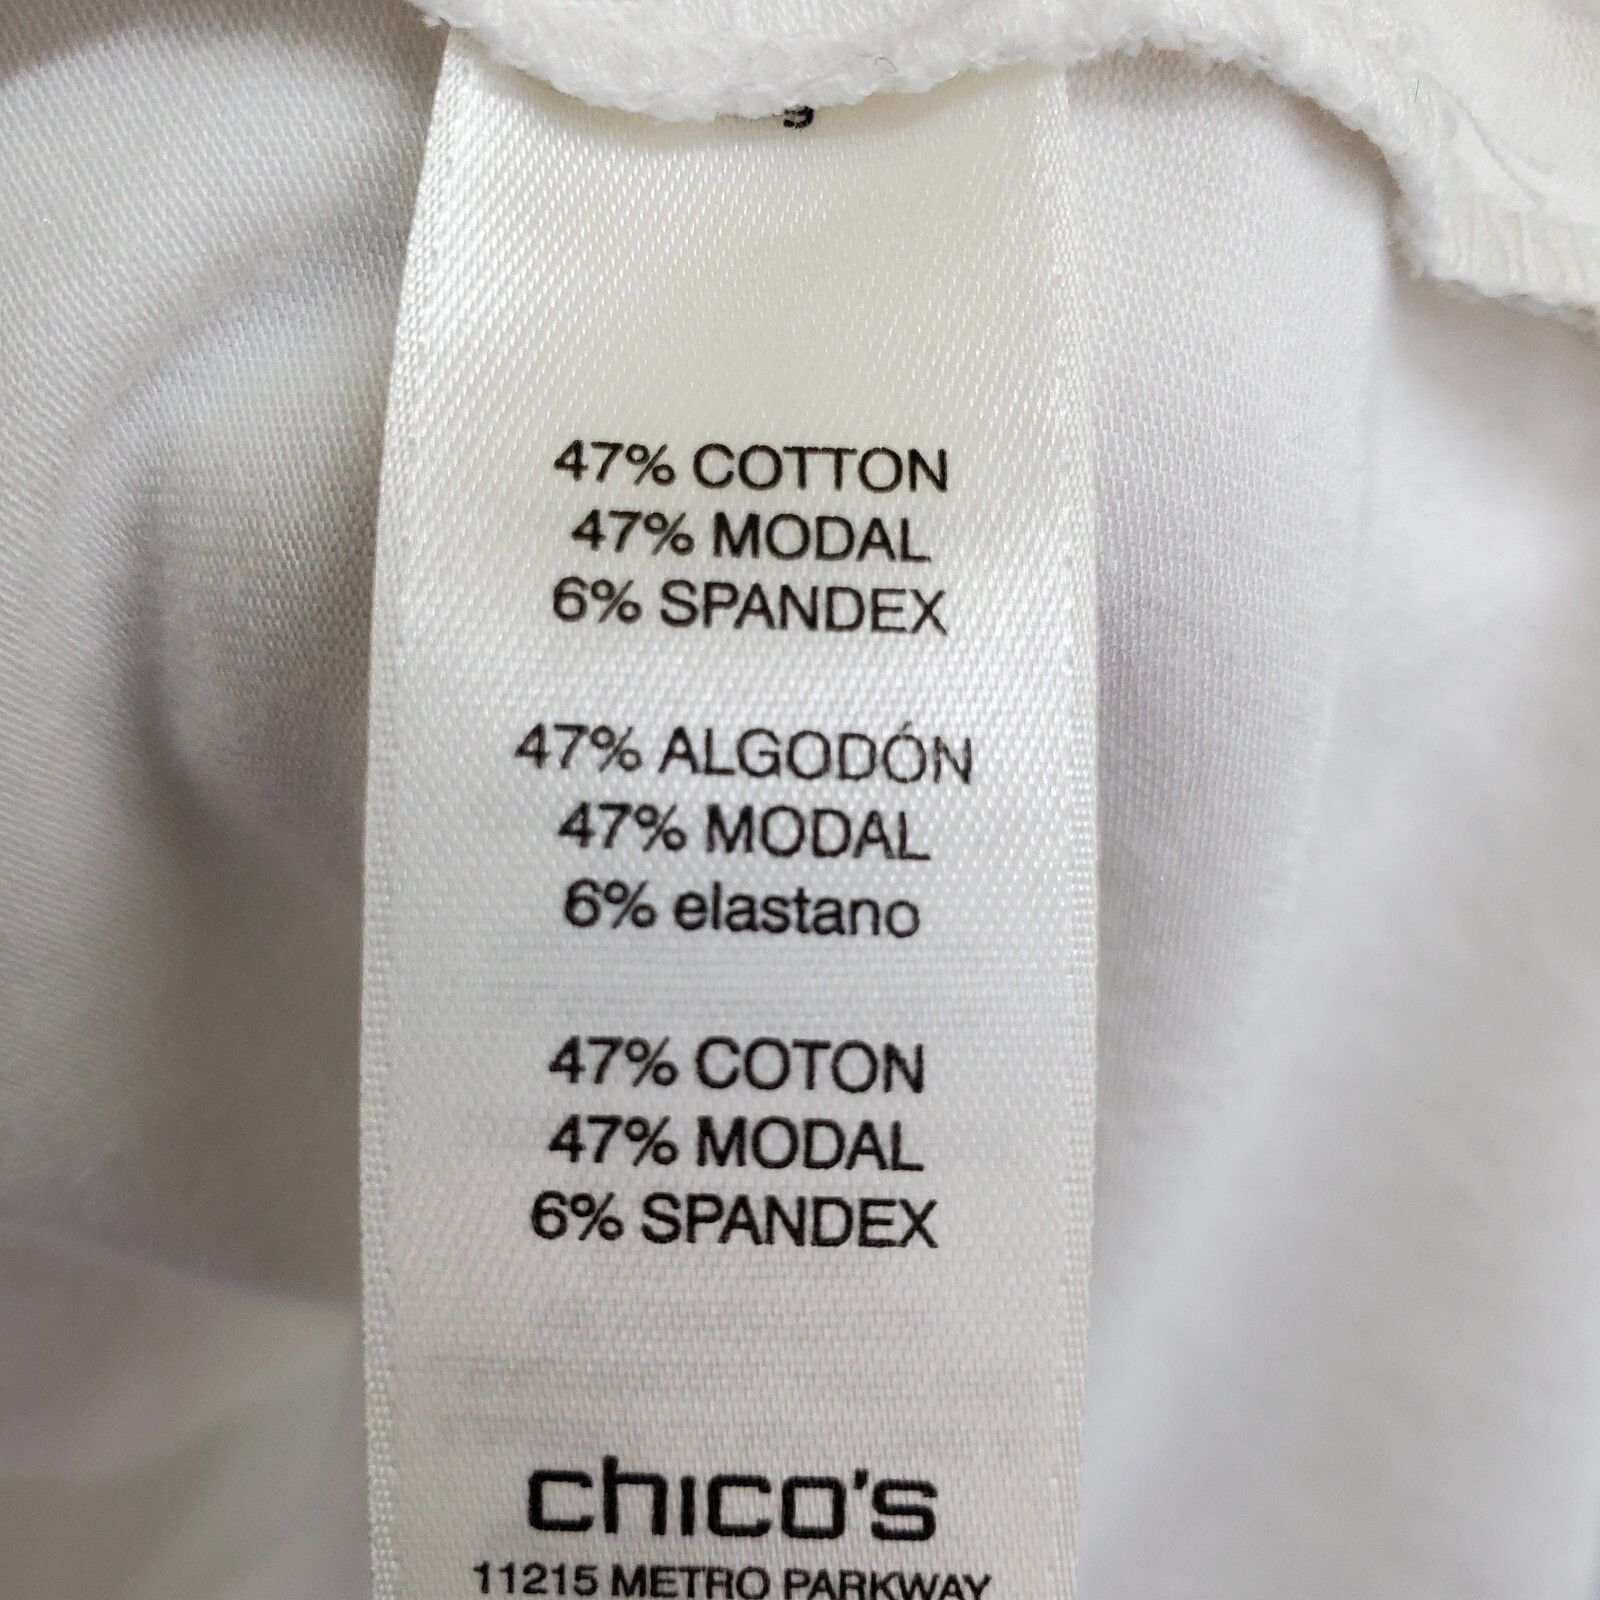 47% COTTON
47% MODAL
6% SPANDEX
47% ALGODÓN
47% MODAL
6% elastano
47% COTON
47% MODAL
6% SPANDEX
chico's
11215 METRO PARKWAY